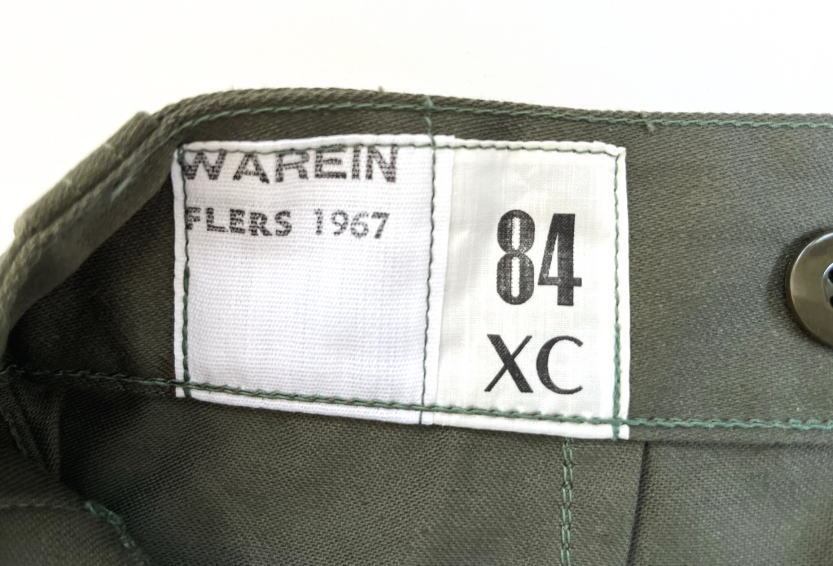 WAREIN
FLERS 1967
84
XC